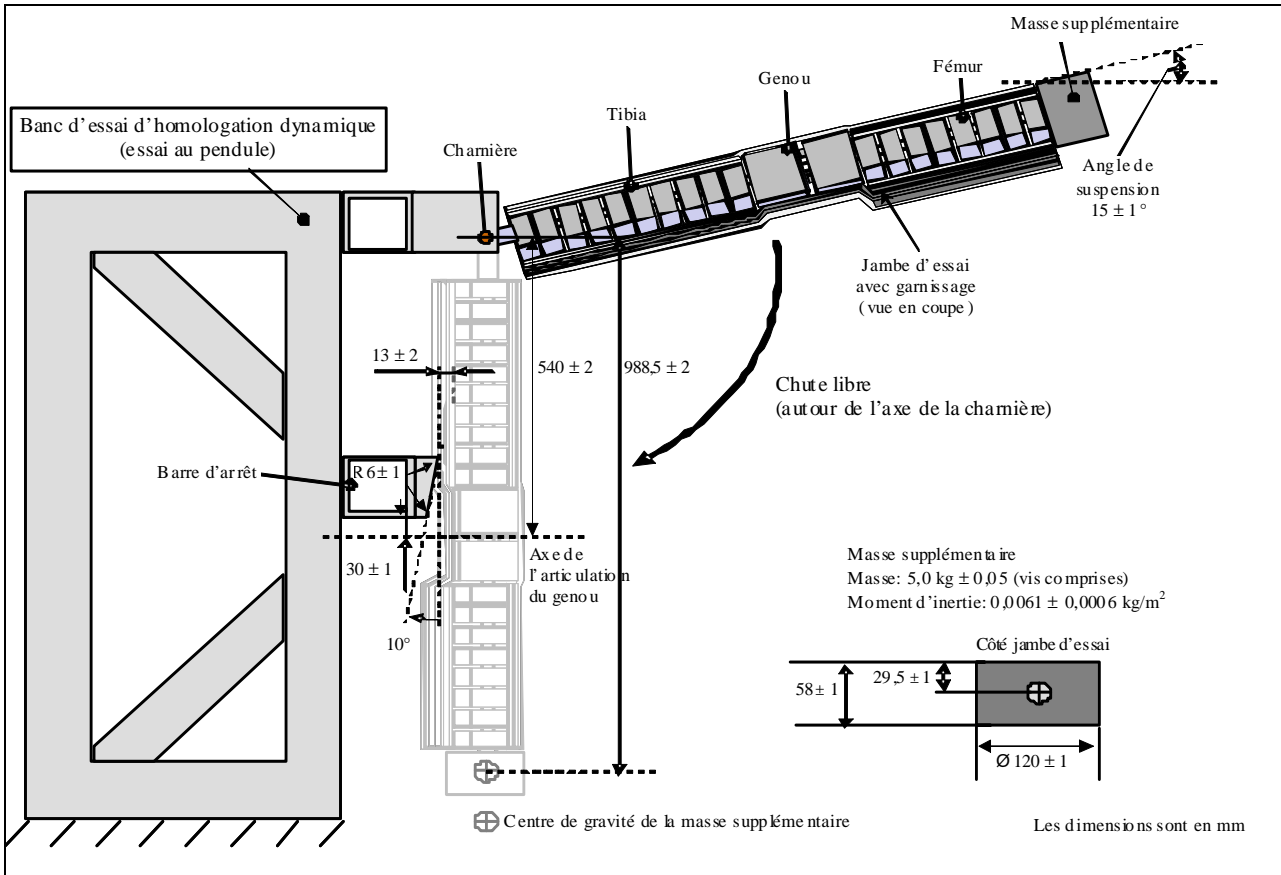 Masse supplémentaire
Fémur
Genou
Tibia
Banc d'essai d'homologation dynamique
(essai au pendule)
Charnière
Angle de
suspension
15 ± 1°
Jambe d'essai
avec garnissage
(vue en coupe)
13 ± 2
540 ± 2
988,5 ± 2
Chute libre
(autour de l'axe de la charnière)
Barre d'arrêt
R 6 ± 1
30 ± 1
Axe de
l'articulation
du genou
10°
Masse supplémentaire
Masse: 5,0 kg ± 0,05 (vis comprises)
Moment d'inertie: 0,0061 ± 0,0006 kg/m²
Côté jambe d'essai
58 ± 1
29,5 ± 1
Ø 120 ± 1
Centre de gravité de la masse supplémentaire
Les dimensions sont en mm